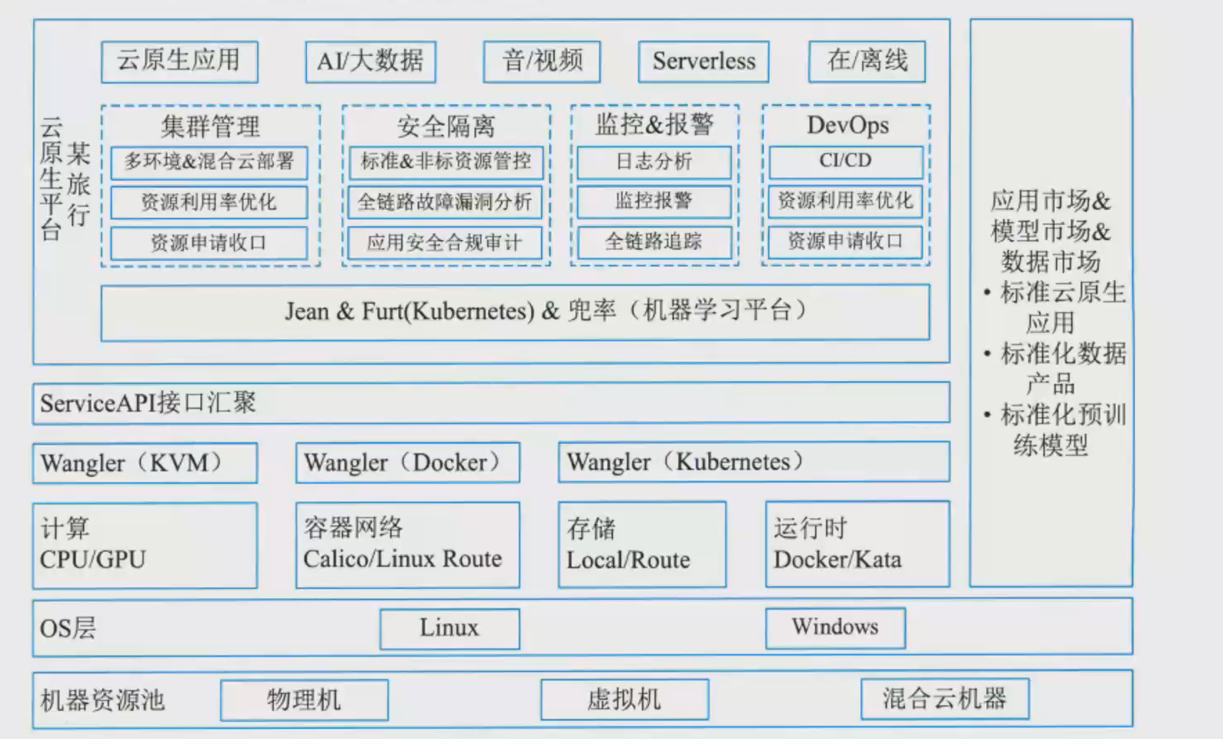 云原生应用
AI/大数据
音/视频
Serverless
在/离线
某旅行
云原生平台
集群管理
多环境&混合云部署
资源利用率优化
资源申请收口
安全隔离
标准&非标资源管控
全链路故障漏洞分析
应用安全合规审计
监控&报警
日志分析
监控报警
全链路追踪
DevOps
CI/CD
资源利用率优化
资源申请收口
Jean & Furt(Kubernetes) & 兜率（机器学习平台）
ServiceAPI接口汇聚
Wangler（KVM）
Wangler（Docker）
Wangler（Kubernetes）
计算
CPU/GPU
容器网络
Calico/Linux Route
存储
Local/Route
运行时
Docker/Kata
应用市场&
模型市场&
数据市场
• 标准云原生
应用
• 标准化数据
产品
• 标准化预训
练模型
OS层
Linux
Windows
机器资源池
物理机
虚拟机
混合云机器